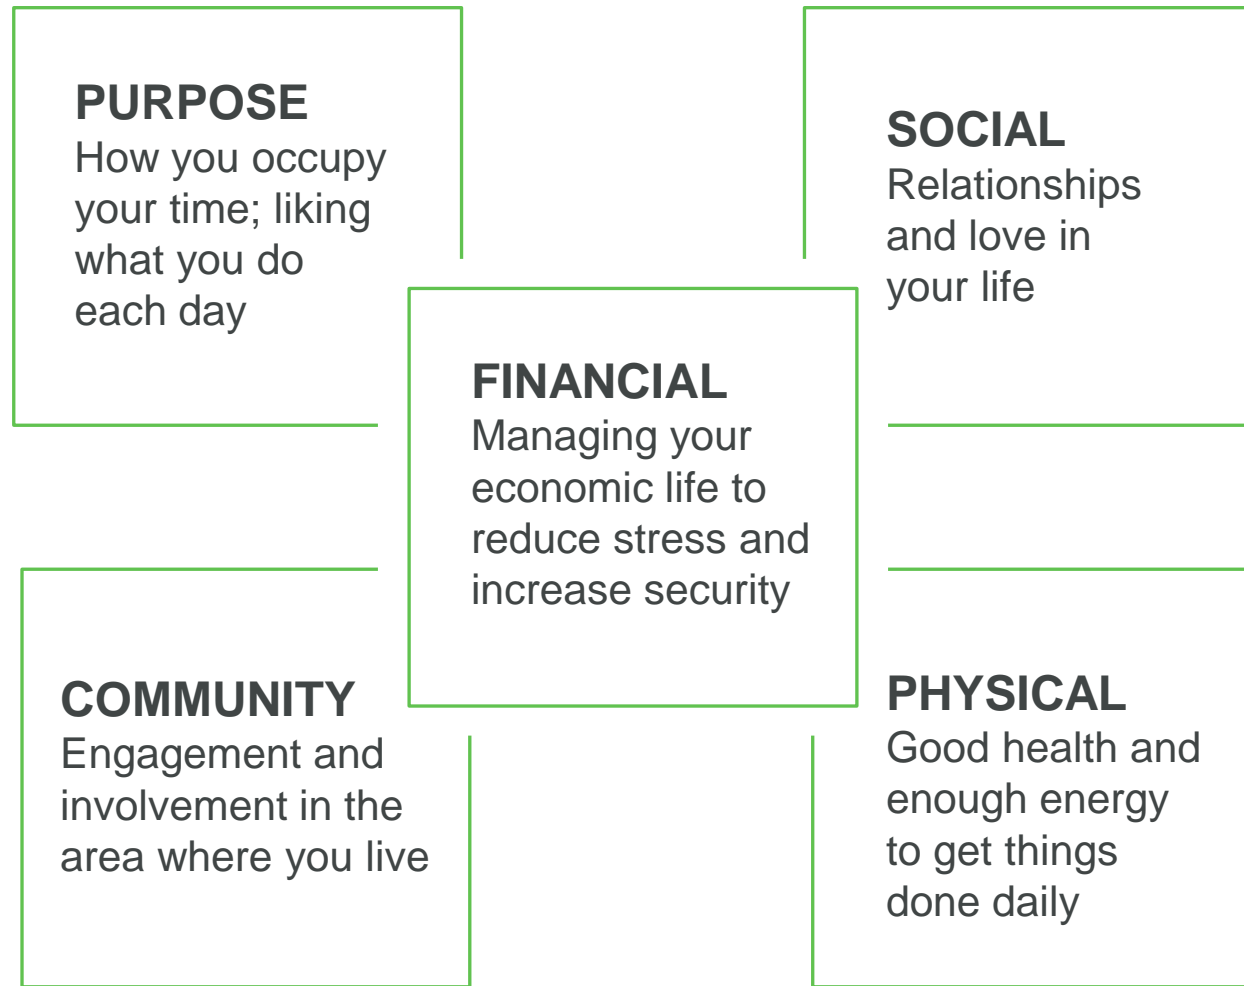 PURPOSE
How you occupy
your time; liking
what you do
each day
SOCIAL
Relationships
and love in
your life
FINANCIAL
Managing your
economic life to
reduce stress and
increase security
COMMUNITY
Engagement and
involvement in the
area where you live
PHYSICAL
Good health and
enough energy
to get things
done daily